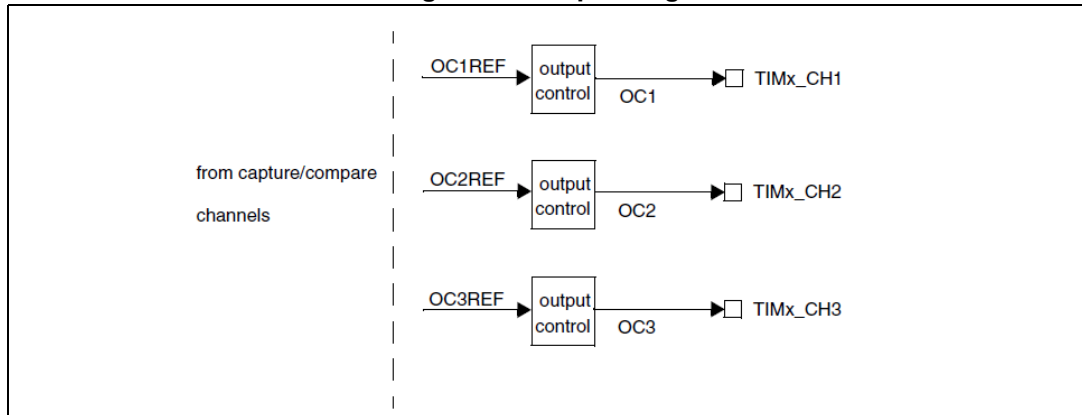 OC1REF
output
control
OC1
TIMx_CH1
from capture/compare
channels
OC2REF
output
control
OC2
TIMx_CH2
OC3REF
output
control
OC3
TIMx_CH3